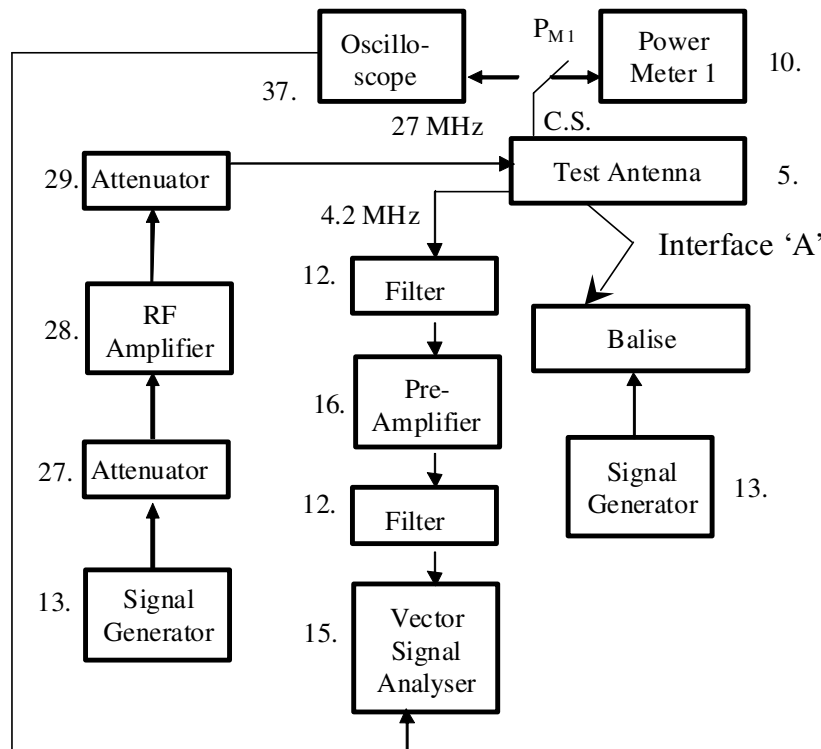 Oscillo-
scope
37.
P_M1
Power
Meter 1
10.
27 MHz
C.S.
29.
Attenuator
Test Antenna
5.
4.2 MHz
Interface ‘A’
12.
Filter
28.
RF
Amplifier
Balise
16.
Pre-
Amplifier
27.
Attenuator
12.
Filter
Signal
Generator
13.
13.
Signal
Generator
15.
Vector
Signal
Analyser